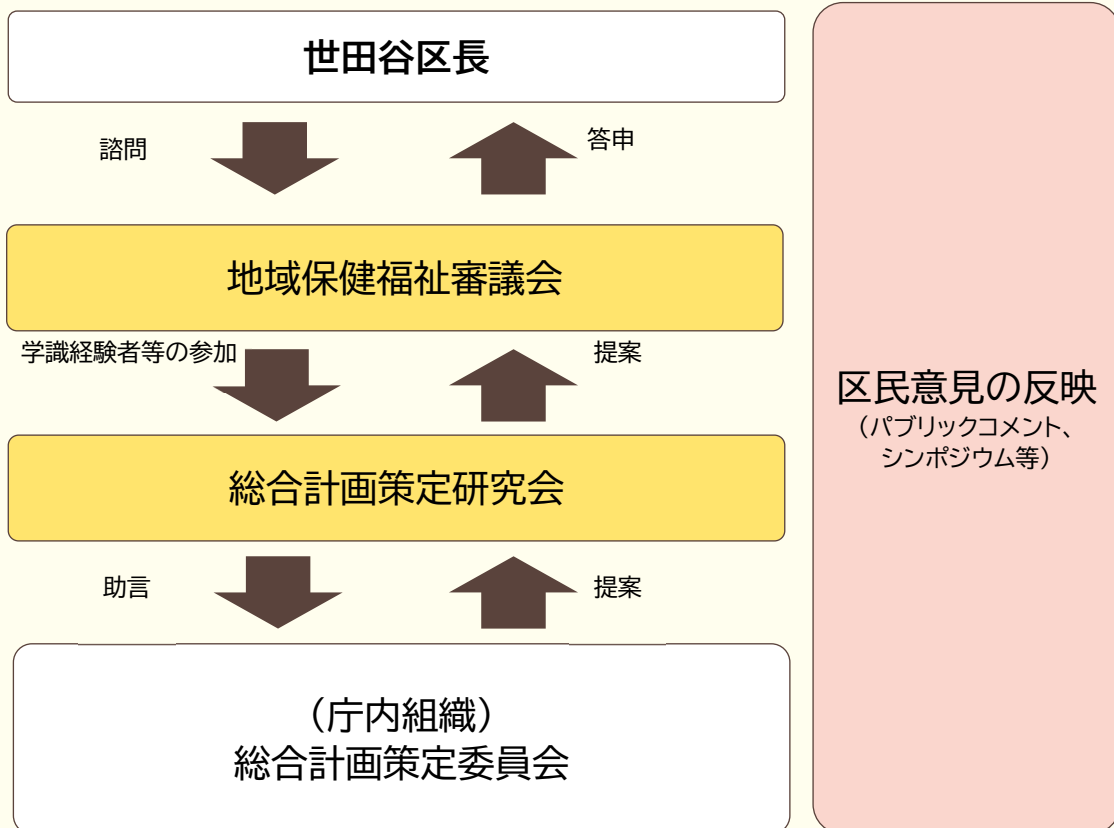 世田谷区長
諮問
答申
地域保健福祉審議会
学識経験者等の参加
提案
総合計画策定研究会
助言
提案
（庁内組織）
総合計画策定委員会
区民意見の反映
（パブリックコメント、
シンポジウム等）